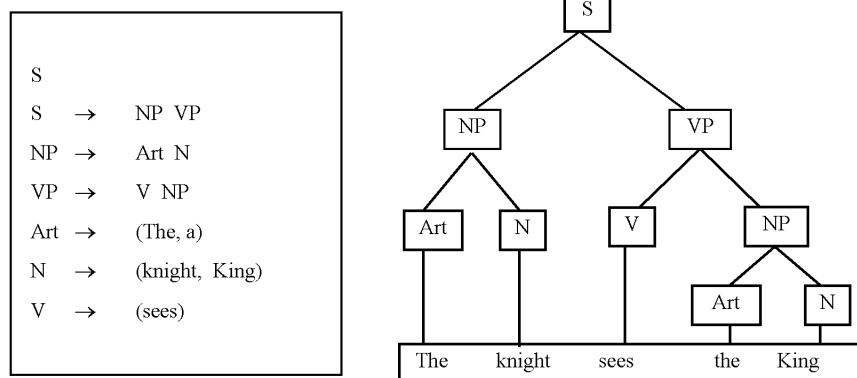 S
S → NP VP
NP → Art N
VP → V NP
Art → (The, a)
N → (knight, King)
V → (sees)
S
NP VP
Art N V NP
Art N
The knight sees the King